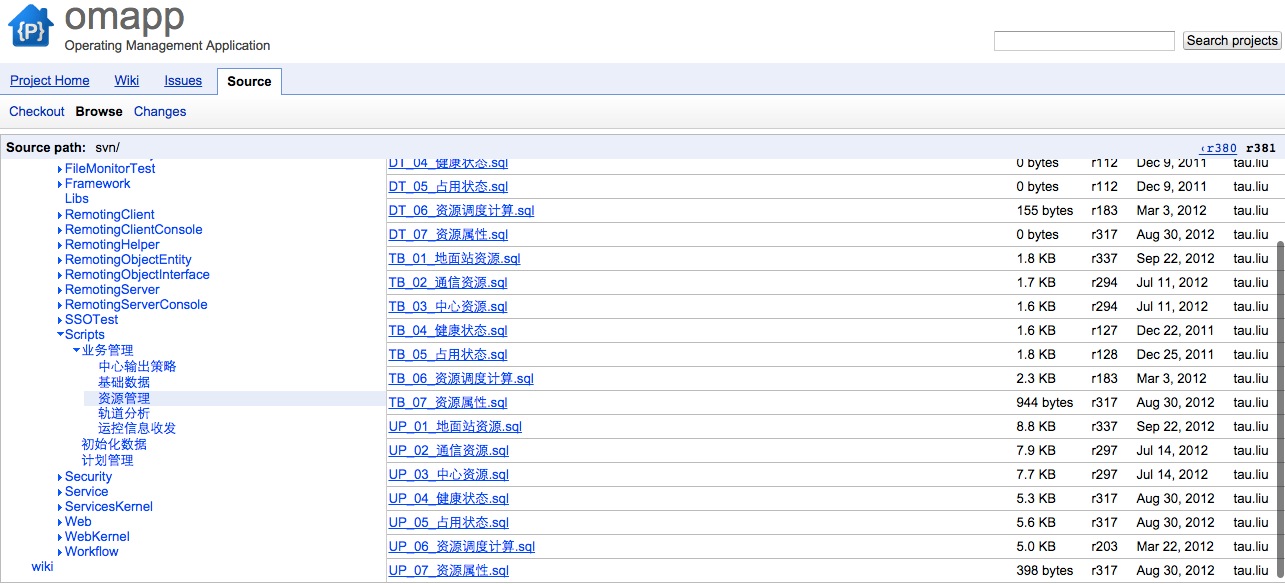 {P}
omapp
Operating Management Application
Search projects
Project Home Wiki Issues Source
Checkout Browse Changes
Source path: svn/ ‹r380 r381
FileMonitorTest
Framework
Libs
RemotingClient
RemotingClientConsole
RemotingHelper
RemotingObjectEntity
RemotingObjectInterface
RemotingServer
RemotingServerConsole
SSOTest
Scripts
业务管理
中心输出策略
基础数据
资源管理
轨道分析
运控信息收发
初始化数据
计划管理
Security
Service
ServicesKernel
Web
WebKernel
Workflow
wiki
DT_04_健康状态.sql 0 bytes r112 Dec 9, 2011 tau.liu
DT_05_占用状态.sql 0 bytes r112 Dec 9, 2011 tau.liu
DT_06_资源调度计算.sql 155 bytes r183 Mar 3, 2012 tau.liu
DT_07_资源属性.sql 0 bytes r317 Aug 30, 2012 tau.liu
TB_01_地面站资源.sql 1.8 KB r337 Sep 22, 2012 tau.liu
TB_02_通信资源.sql 1.7 KB r294 Jul 11, 2012 tau.liu
TB_03_中心资源.sql 1.6 KB r294 Jul 11, 2012 tau.liu
TB_04_健康状态.sql 1.6 KB r127 Dec 22, 2011 tau.liu
TB_05_占用状态.sql 1.8 KB r128 Dec 25, 2011 tau.liu
TB_06_资源调度计算.sql 2.3 KB r183 Mar 3, 2012 tau.liu
TB_07_资源属性.sql 944 bytes r317 Aug 30, 2012 tau.liu
UP_01_地面站资源.sql 8.8 KB r337 Sep 22, 2012 tau.liu
UP_02_通信资源.sql 7.9 KB r297 Jul 14, 2012 tau.liu
UP_03_中心资源.sql 7.7 KB r297 Jul 14, 2012 tau.liu
UP_04_健康状态.sql 5.3 KB r317 Aug 30, 2012 tau.liu
UP_05_占用状态.sql 5.6 KB r317 Aug 30, 2012 tau.liu
UP_06_资源调度计算.sql 5.0 KB r203 Mar 22, 2012 tau.liu
UP_07_资源属性.sql 398 bytes r317 Aug 30, 2012 tau.liu